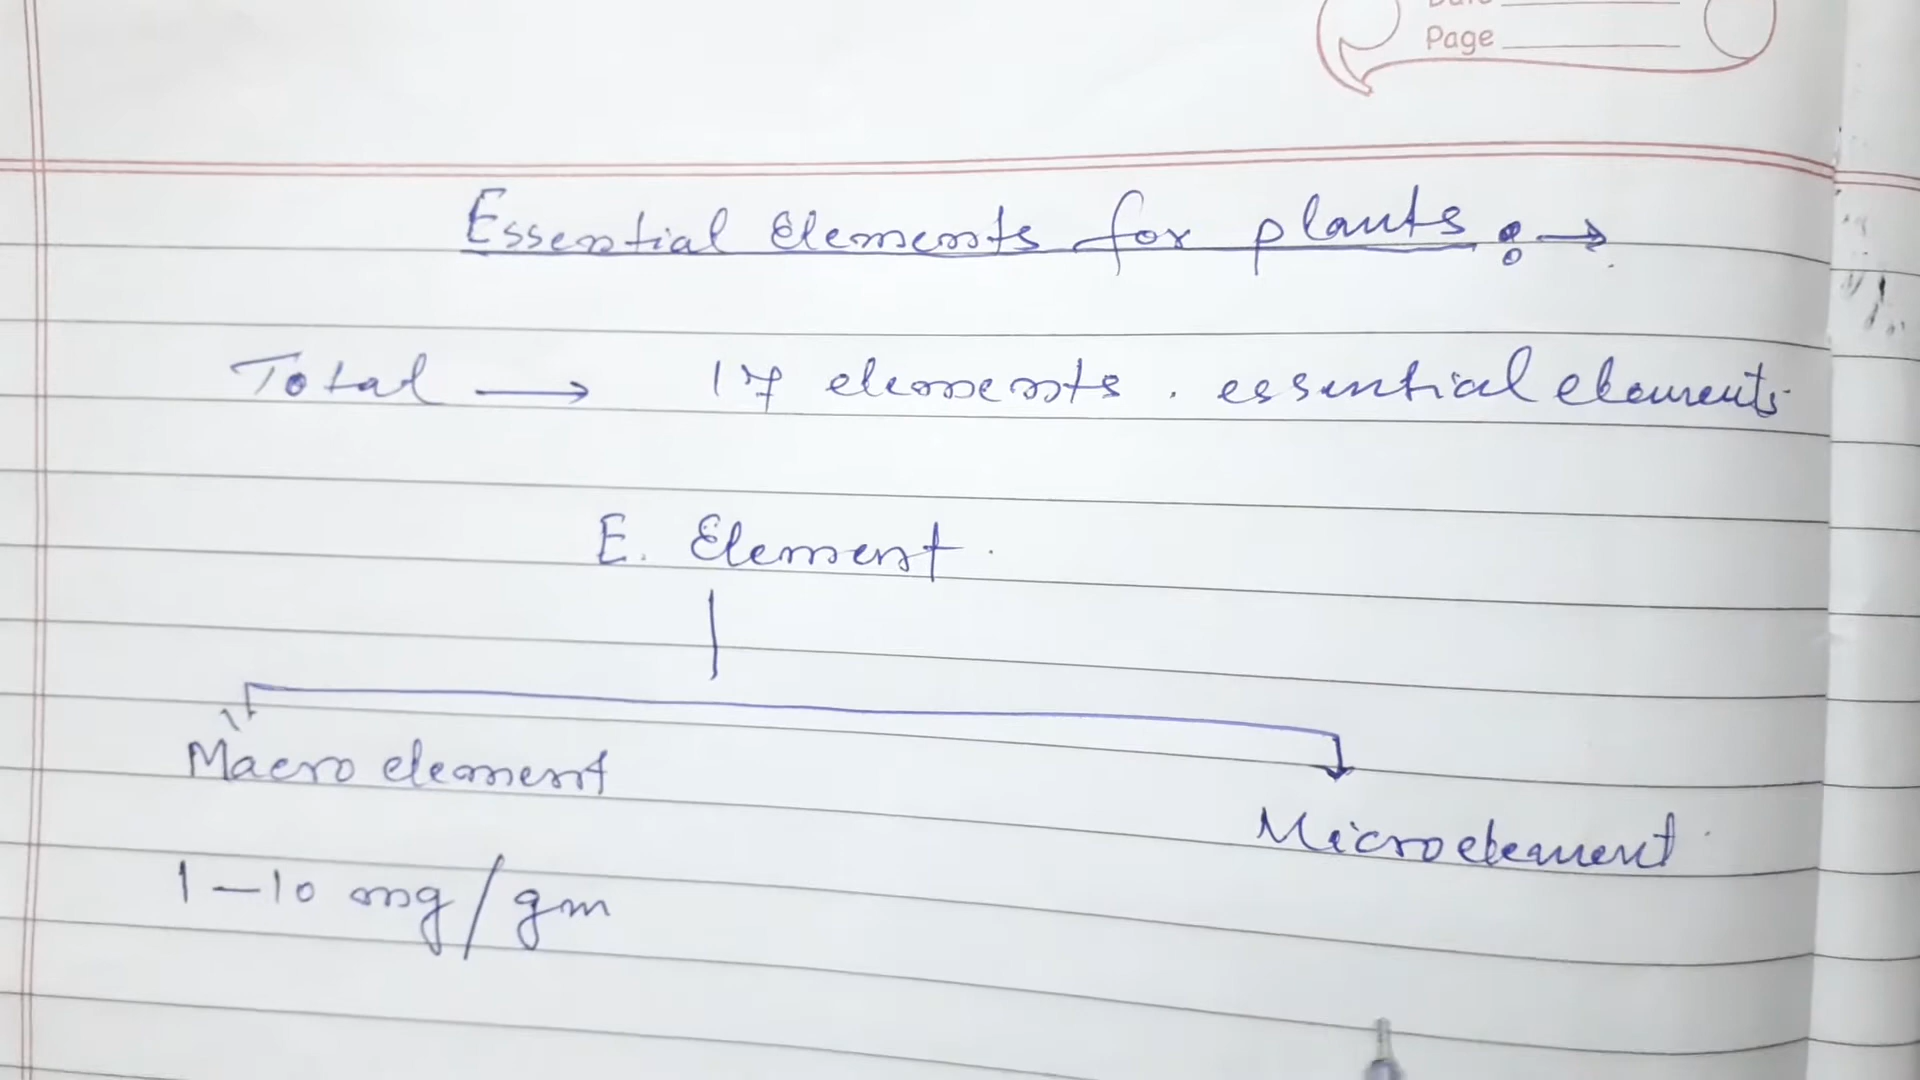 Page
Essential Elements for plants :→
Total → 17 elements . essential elements
E. Element
Macro element
Microelement
1-10 mg/gm